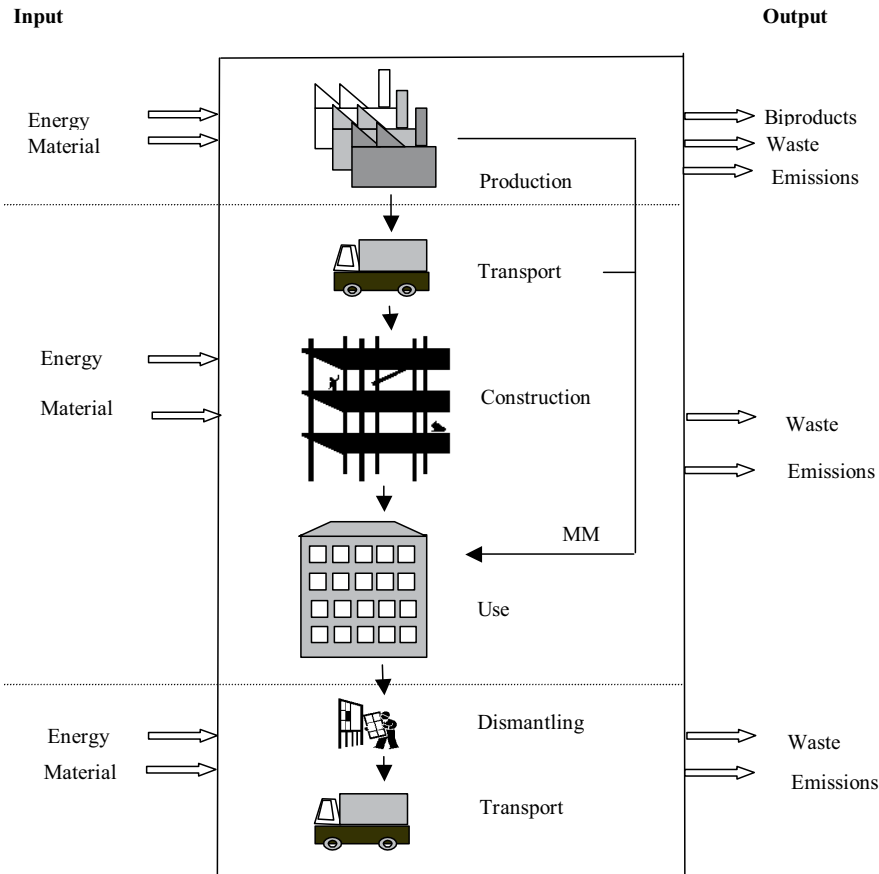 Input
Output
Energy
Material
Biproducts
Waste
Emissions
Production
Transport
Energy
Material
Construction
Waste
Emissions
MM
Use
Dismantling
Energy
Material
Waste
Emissions
Transport